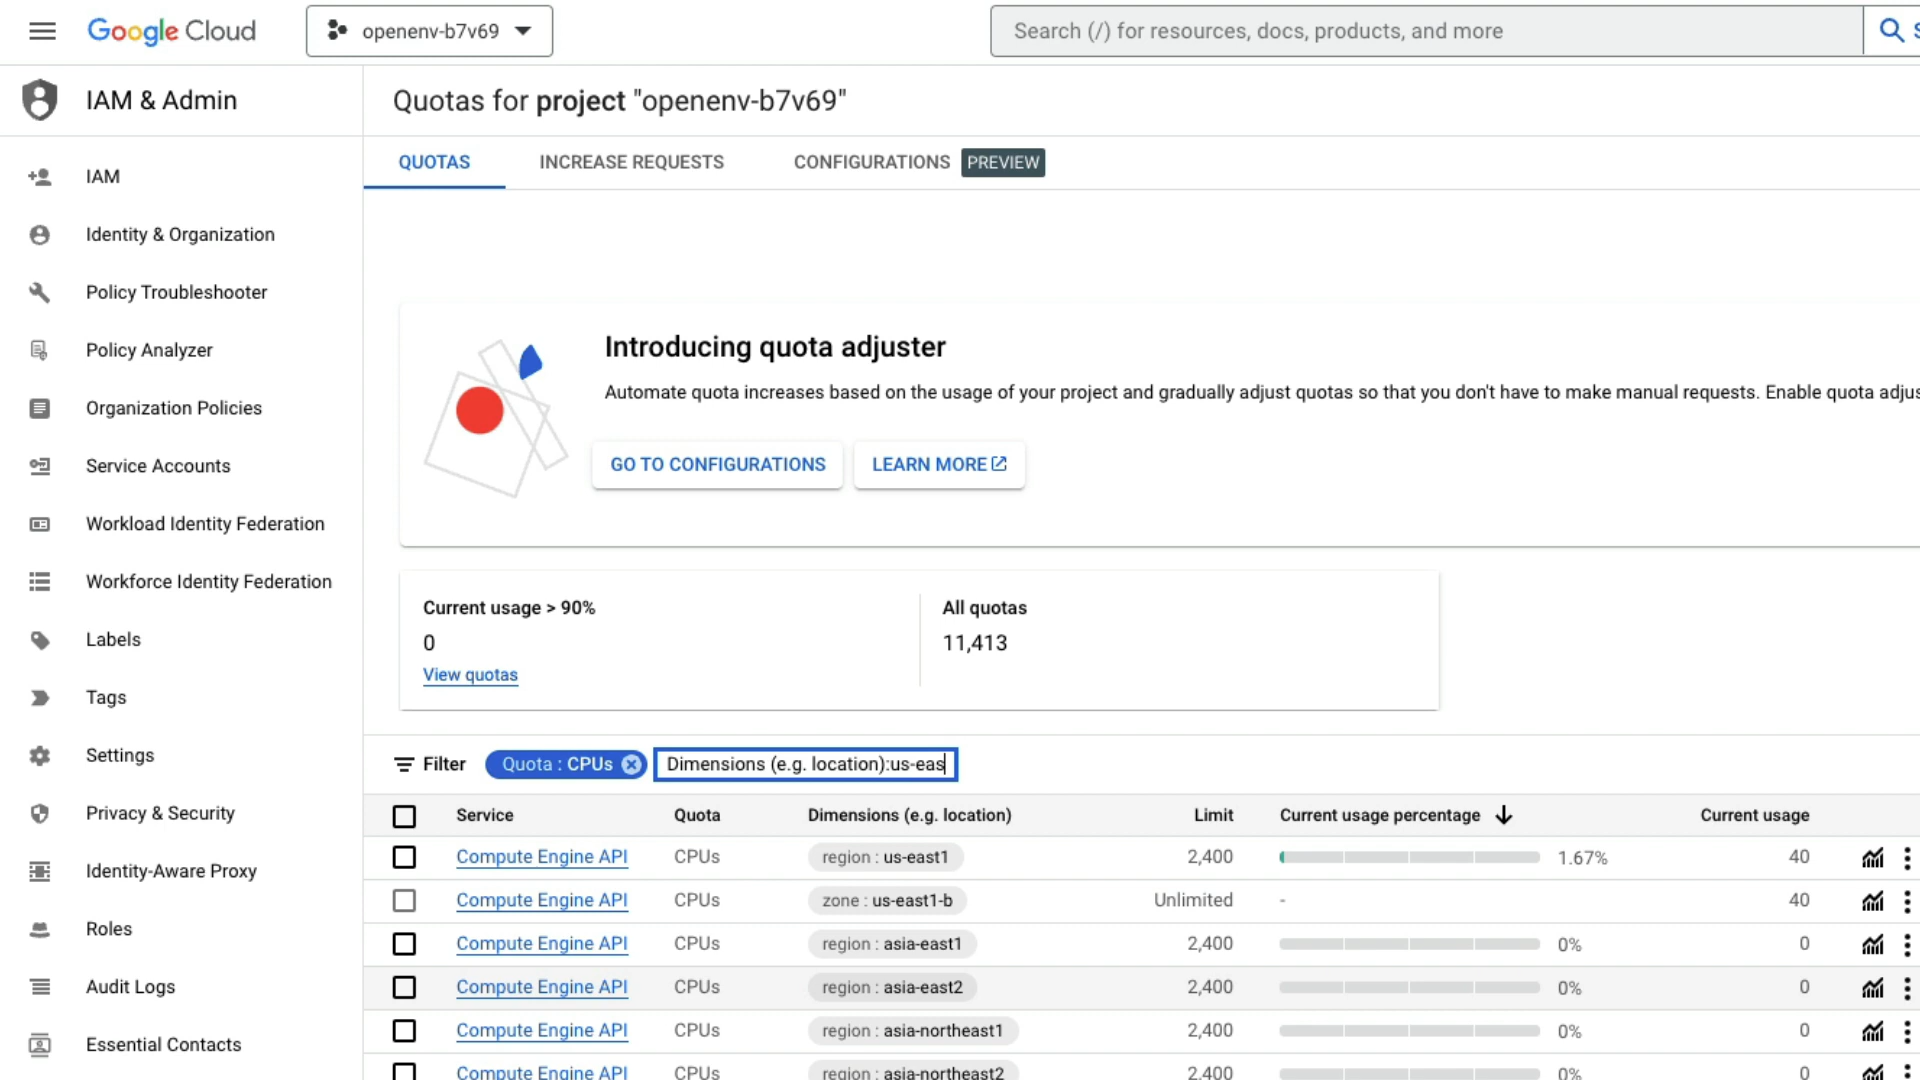 Google Cloud
openenv-b7v69
Search (/) for resources, docs, products, and more
IAM & Admin
Quotas for project "openenv-b7v69"
QUOTAS
INCREASE REQUESTS
CONFIGURATIONS PREVIEW
IAM
Identity & Organization
Policy Troubleshooter
Policy Analyzer
Organization Policies
Service Accounts
Workload Identity Federation
Workforce Identity Federation
Labels
Tags
Settings
Privacy & Security
Identity-Aware Proxy
Roles
Audit Logs
Essential Contacts
Introducing quota adjuster
Automate quota increases based on the usage of your project and gradually adjust quotas so that you don't have to make manual requests. Enable quota adjus
GO TO CONFIGURATIONS
LEARN MORE
Current usage > 90%
0
View quotas
All quotas
11,413
Filter Quota : CPUs Dimensions (e.g. location):us-eas
Service Quota Dimensions (e.g. location) Limit Current usage percentage Current usage
Compute Engine API CPUs region : us-east1 2,400 1.67% 40
Compute Engine API CPUs zone : us-east1-b Unlimited - 40
Compute Engine API CPUs region : asia-east1 2,400 0% 0
Compute Engine API CPUs region : asia-east2 2,400 0% 0
Compute Engine API CPUs region : asia-northeast1 2,400 0% 0
Compute Engine API CPUs region : asia-northeast2 2,400 0% 0